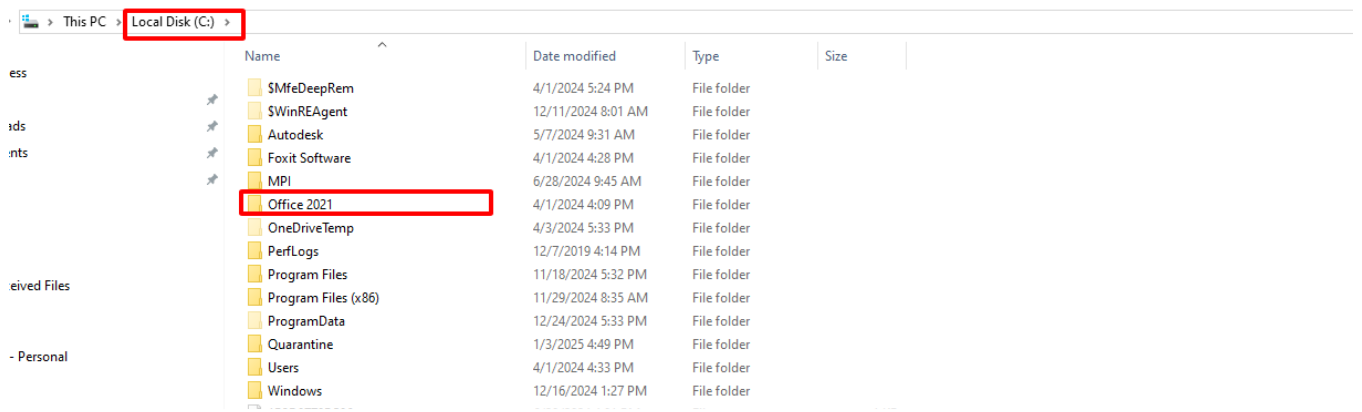 This PC > Local Disk (C:) >
Name Date modified Type Size
ess
$MfeDeepRem 4/1/2024 5:24 PM File folder
$WinREAgent 12/11/2024 8:01 AM File folder
ads
Autodesk 5/7/2024 9:31 AM File folder
ents
Foxit Software 4/1/2024 4:28 PM File folder
MPI 6/28/2024 9:45 AM File folder
Office 2021 4/1/2024 4:09 PM File folder
OneDriveTemp 4/3/2024 5:33 PM File folder
PerfLogs 12/7/2019 4:14 PM File folder
Program Files 11/18/2024 5:32 PM File folder
eived Files
Program Files (x86) 11/29/2024 8:35 AM File folder
ProgramData 12/24/2024 5:33 PM File folder
Quarantine 1/3/2025 4:49 PM File folder
- Personal
Users 4/1/2024 4:33 PM File folder
Windows 12/16/2024 1:27 PM File folder